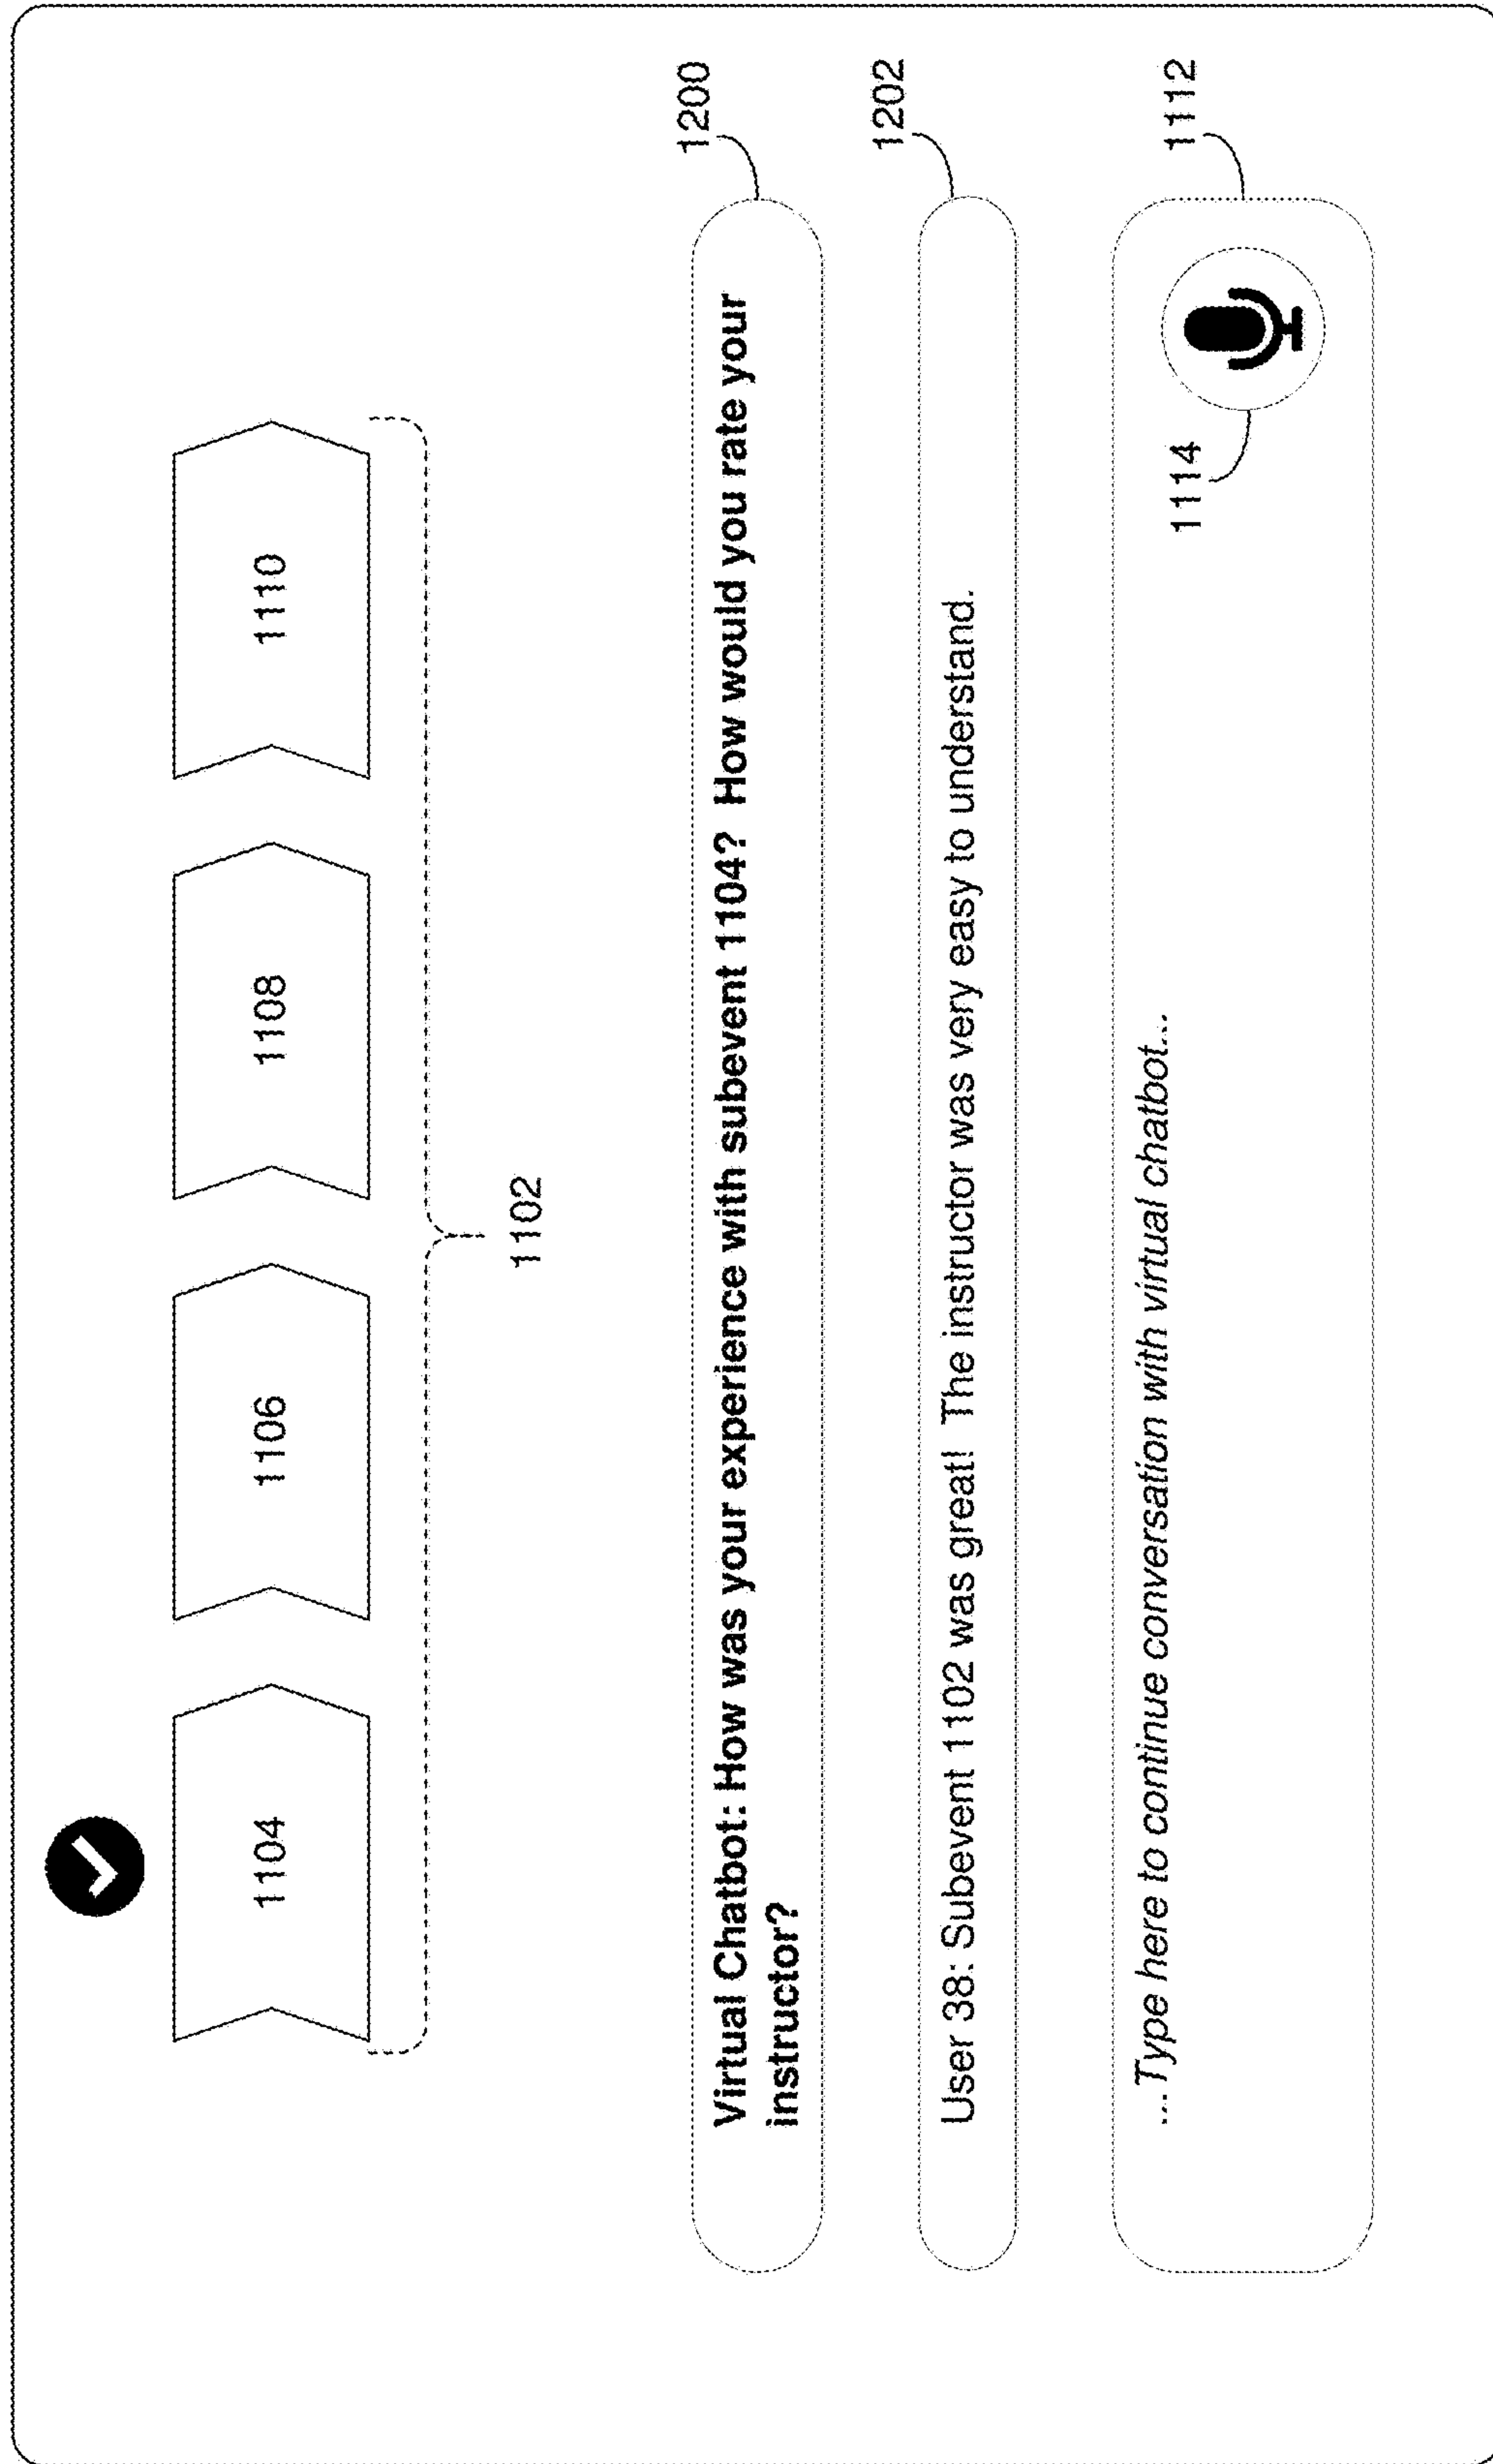 1104
1106
1108
1110
1102
1200
Virtual Chatbot: How was your experience with subevent 1104?  How would you rate your
instructor?
1202
User 38: Subevent 1102 was great!  The instructor was very easy to understand.
1112
...Type here to continue conversation with virtual chatbot...
1114